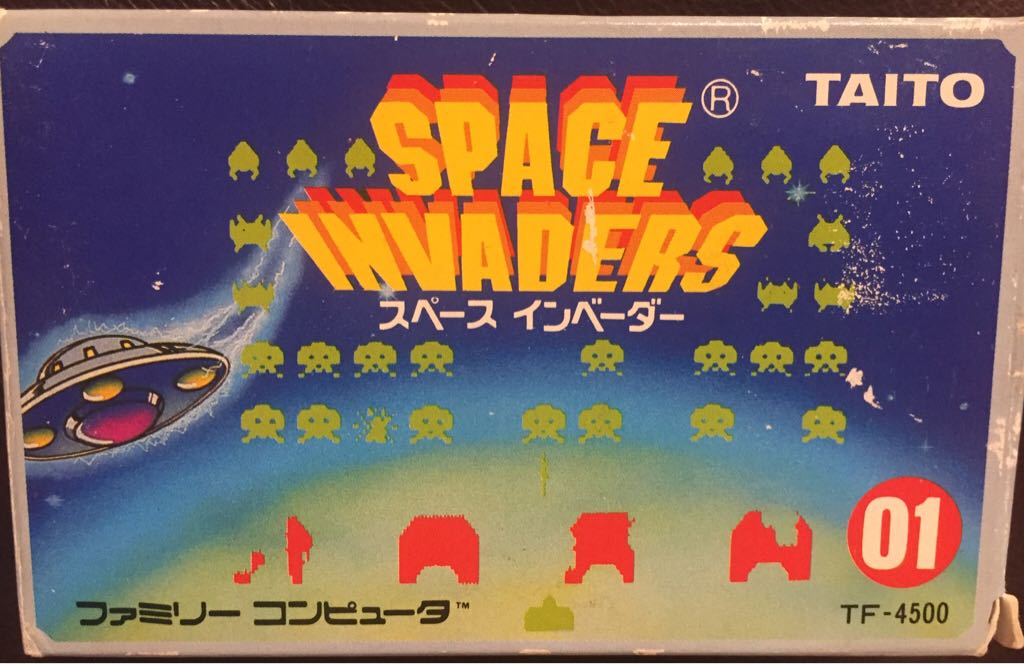 TAITO
SPACE ®
INVADERS
スペース インベーダー
01
ファミリー コンピュータ™
TF-4500